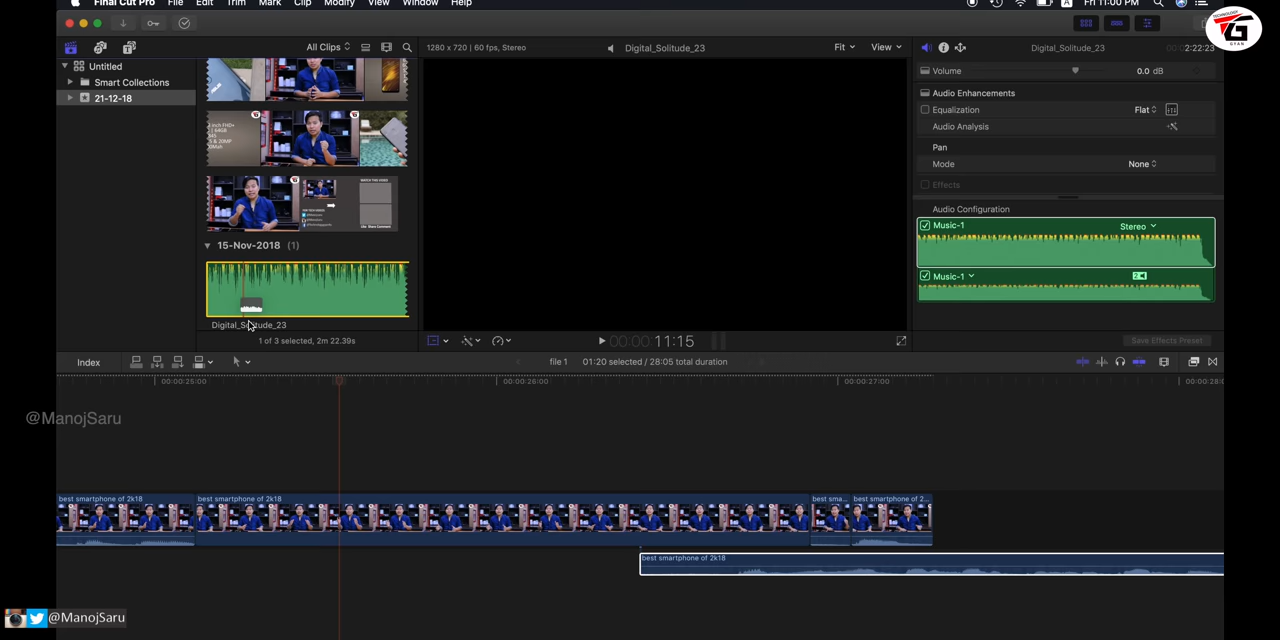 Final Cut Pro File Edit Trim Mark Clip Modify View Window Help
A Fri 11:00 PM
TECHNOLOGY
GYAN
All Clips
1280 x 720 | 60 fps, Stereo
Digital_Solitude_23
Fit
View
Digital_Solitude_23
2:22:23
Untitled
Smart Collections
21-12-18
Volume
0.0 dB
Audio Enhancements
Equalization
Flat
Audio Analysis
Pan
Mode
None
Effects
Audio Configuration
Music-1
Stereo
Music-1
15-Nov-2018 (1)
Digital_Solitude_23
1 of 3 selected, 2m 22.39s
00:00:11:15
Save Effects Preset
Index
file 1
01:20 selected / 28:05 total duration
00:00:25:00
00:00:26:00
00:00:27:00
00:00:28:0
@ManojSaru
best smartphone of 2k18
best smartphone of 2k18
best sma...
best smartphone of 2...
best smartphone of 2k18
@ManojSaru